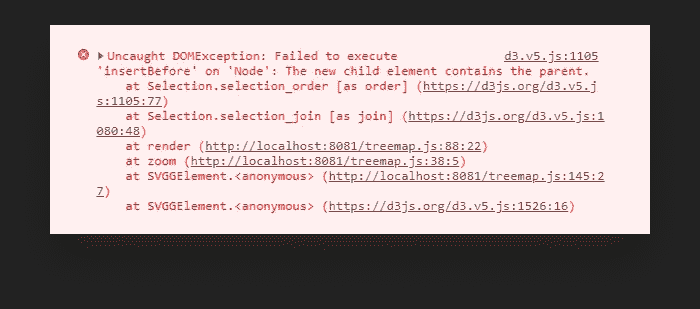 Uncaught DOMException: Failed to execute d3.v5.js:1105
'insertBefore' on 'Node': The new child element contains the parent.
at Selection.selection_order [as order] (https://d3js.org/d3.v5.j
s:1105:77)
at Selection.selection_join [as join] (https://d3js.org/d3.v5.js:1
080:48)
at render (http://localhost:8081/treemap.js:88:22)
at zoom (http://localhost:8081/treemap.js:38:5)
at SVGGElement.<anonymous> (http://localhost:8081/treemap.js:145:2
7)
at SVGGElement.<anonymous> (https://d3js.org/d3.v5.js:1526:16)